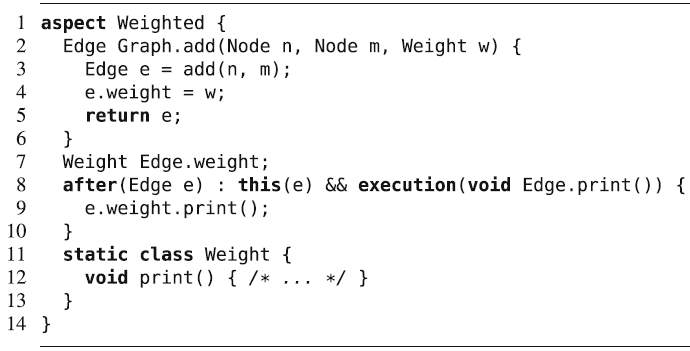 1 aspect Weighted {
2   Edge Graph.add(Node n, Node m, Weight w) {
3     Edge e = add(n, m);
4     e.weight = w;
5     return e;
6   }
7   Weight Edge.weight;
8   after(Edge e) : this(e) && execution(void Edge.print()) {
9     e.weight.print();
10   }
11   static class Weight {
12     void print() { /* ... */ }
13   }
14 }